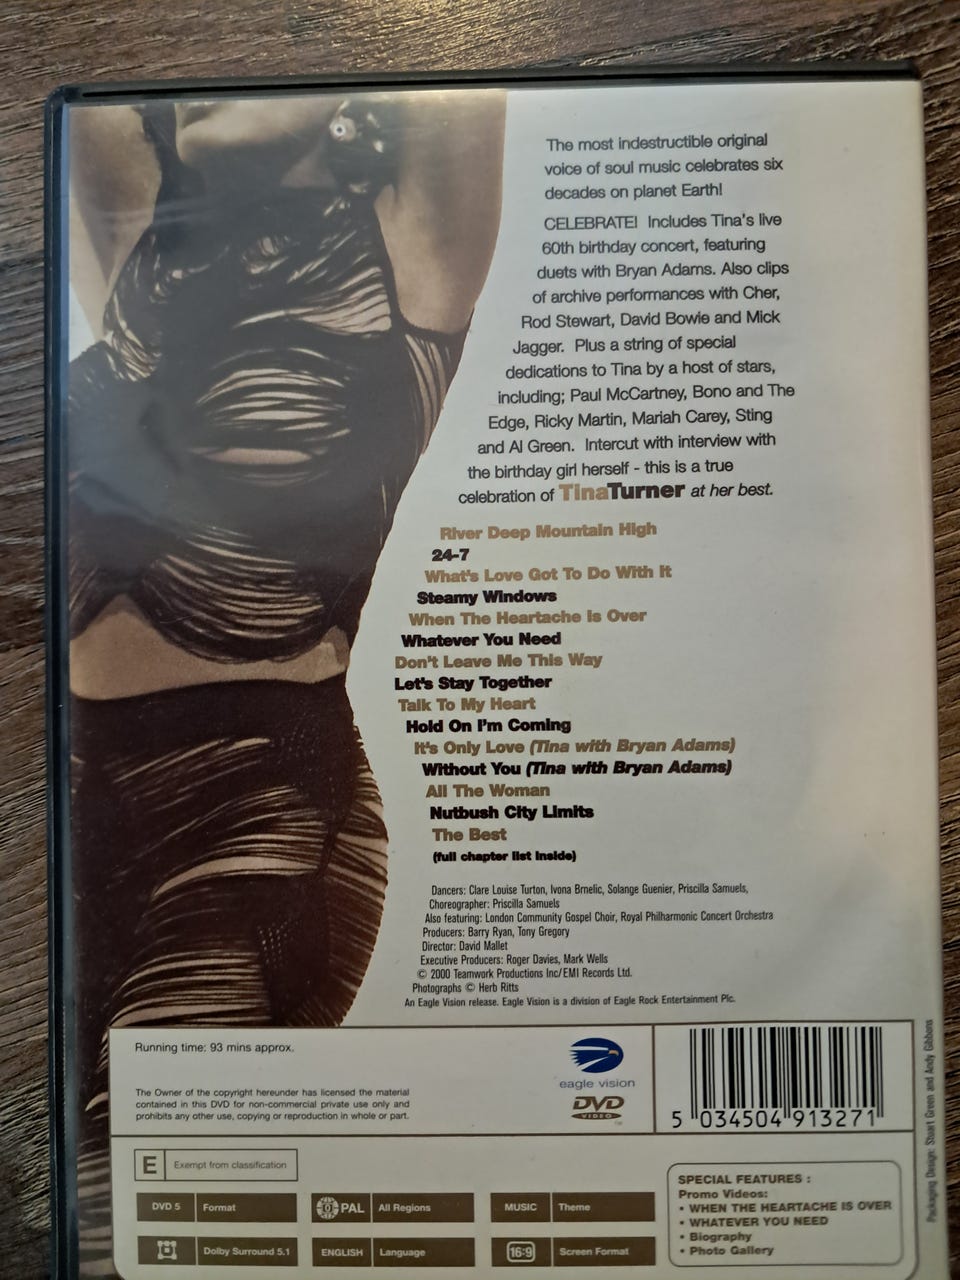 The most indestructible original
voice of soul music celebrates six
decades on planet Earth!
CELEBRATE! Includes Tina's live
60th birthday concert, featuring
duets with Bryan Adams. Also clips
of archive performances with Cher,
Rod Stewart, David Bowie and Mick
Jagger. Plus a string of special
dedications to Tina by a host of stars,
including; Paul McCartney, Bono and The
Edge, Ricky Martin, Mariah Carey, Sting
and Al Green. Intercut with interview with
the birthday girl herself - this is a true
celebration of TinaTurner at her best.
River Deep Mountain High
24-7
What's Love Got To Do With It
Steamy Windows
When The Heartache Is Over
Whatever You Need
Don't Leave Me This Way
Let's Stay Together
Talk To My Heart
Hold On I'm Coming
It's Only Love (Tina with Bryan Adams)
Without You (Tina with Bryan Adams)
All The Woman
Nutbush City Limits
The Best
(full chapter list inside)
Dancers: Clare Louise Turton, Ivona Brnelic, Solange Guenier, Priscilla Samuels,
Choreographer: Priscilla Samuels
Also featuring: London Community Gospel Choir, Royal Philharmonic Concert Orchestra
Producers: Barry Ryan, Tony Gregory
Director: David Mallet
Executive Producers: Roger Davies, Mark Wells
© 2000 Teamwork Productions Inc/EMI Records Ltd.
Photographs © Herb Ritts
An Eagle Vision release. Eagle Vision is a division of Eagle Rock Entertainment Plc.
Running time: 93 mins approx.
The Owner of the copyright hereunder has licensed the material
contained in this DVD for non-commercial private use only and
prohibits any other use, copying or reproduction in whole or part.
eagle vision
DVD
VIDEO
TM
5 034504 913271
Packaging Design: Stuart Green and Andy Gibbons
E Exempt from classification
DVD 5 Format
0 PAL All Regions
MUSIC Theme
Dolby Surround 5.1
ENGLISH Language
16:9 Screen Format
SPECIAL FEATURES :
Promo Videos:
• WHEN THE HEARTACHE IS OVER
• WHATEVER YOU NEED
• Biography
• Photo Gallery